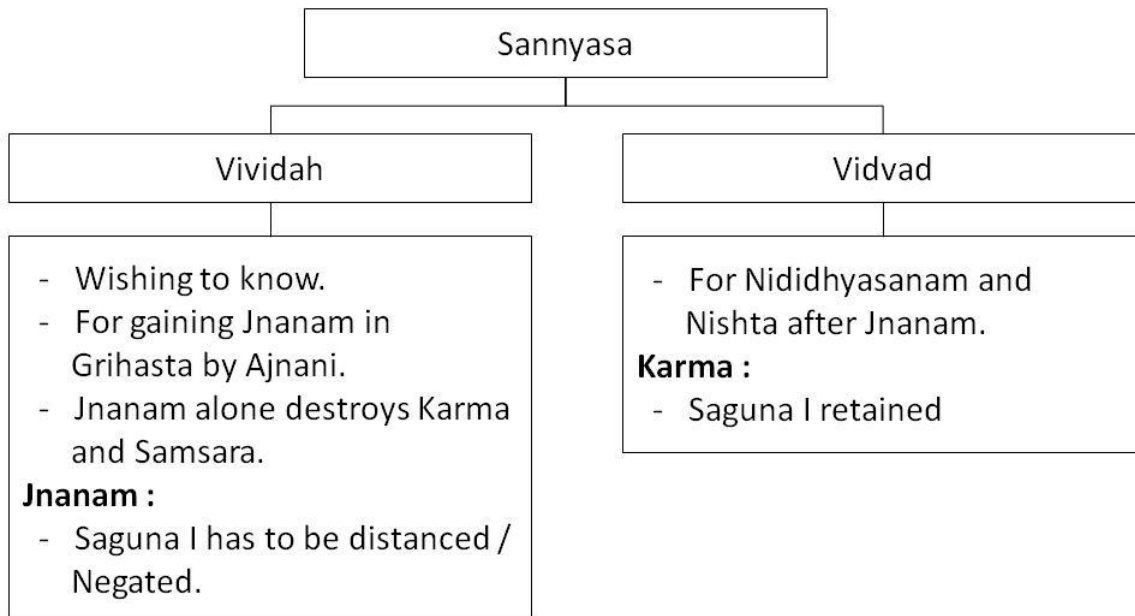 Sannyasa
Vividah
Vidvad
- Wishing to know.
- For gaining Jnanam in
Grihasta by Ajnani.
- Jnanam alone destroys Karma
and Samsara.
Jnanam :
- Saguna I has to be distanced /
Negated.
- For Nididhyasanam and
Nishta after Jnanam.
Karma :
- Saguna I retained